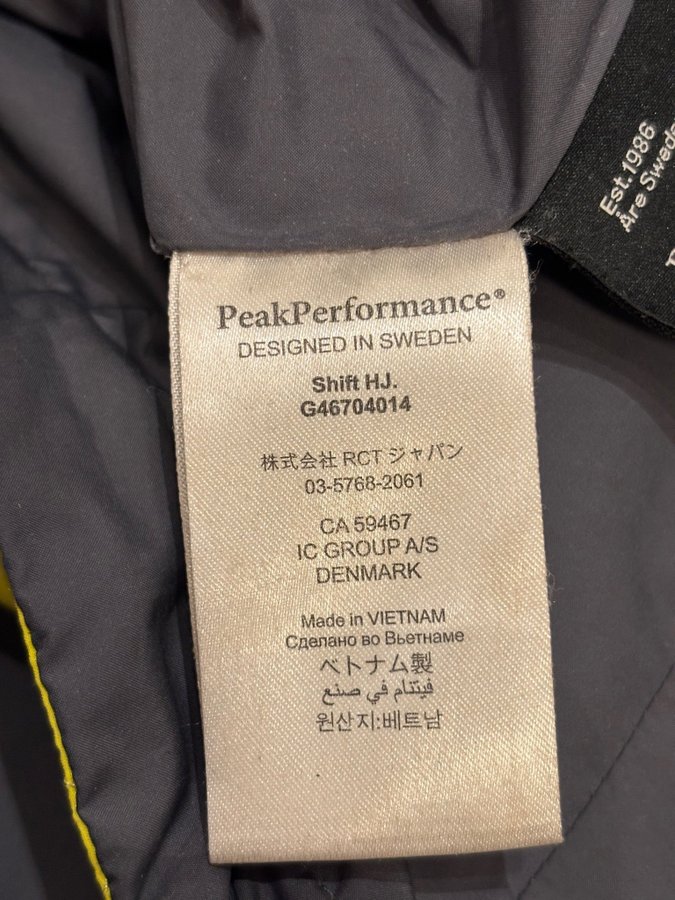 Est.1986
Åre Swede
PeakPerformance®
DESIGNED IN SWEDEN
Shift HJ.
G46704014
株式会社 RCT ジャパン
03-5768-2061
CA 59467
IC GROUP A/S
DENMARK
Made in VIETNAM
Сделано во Вьетнаме
ベトナム製
فيتنام في صنع
원산지:베트남